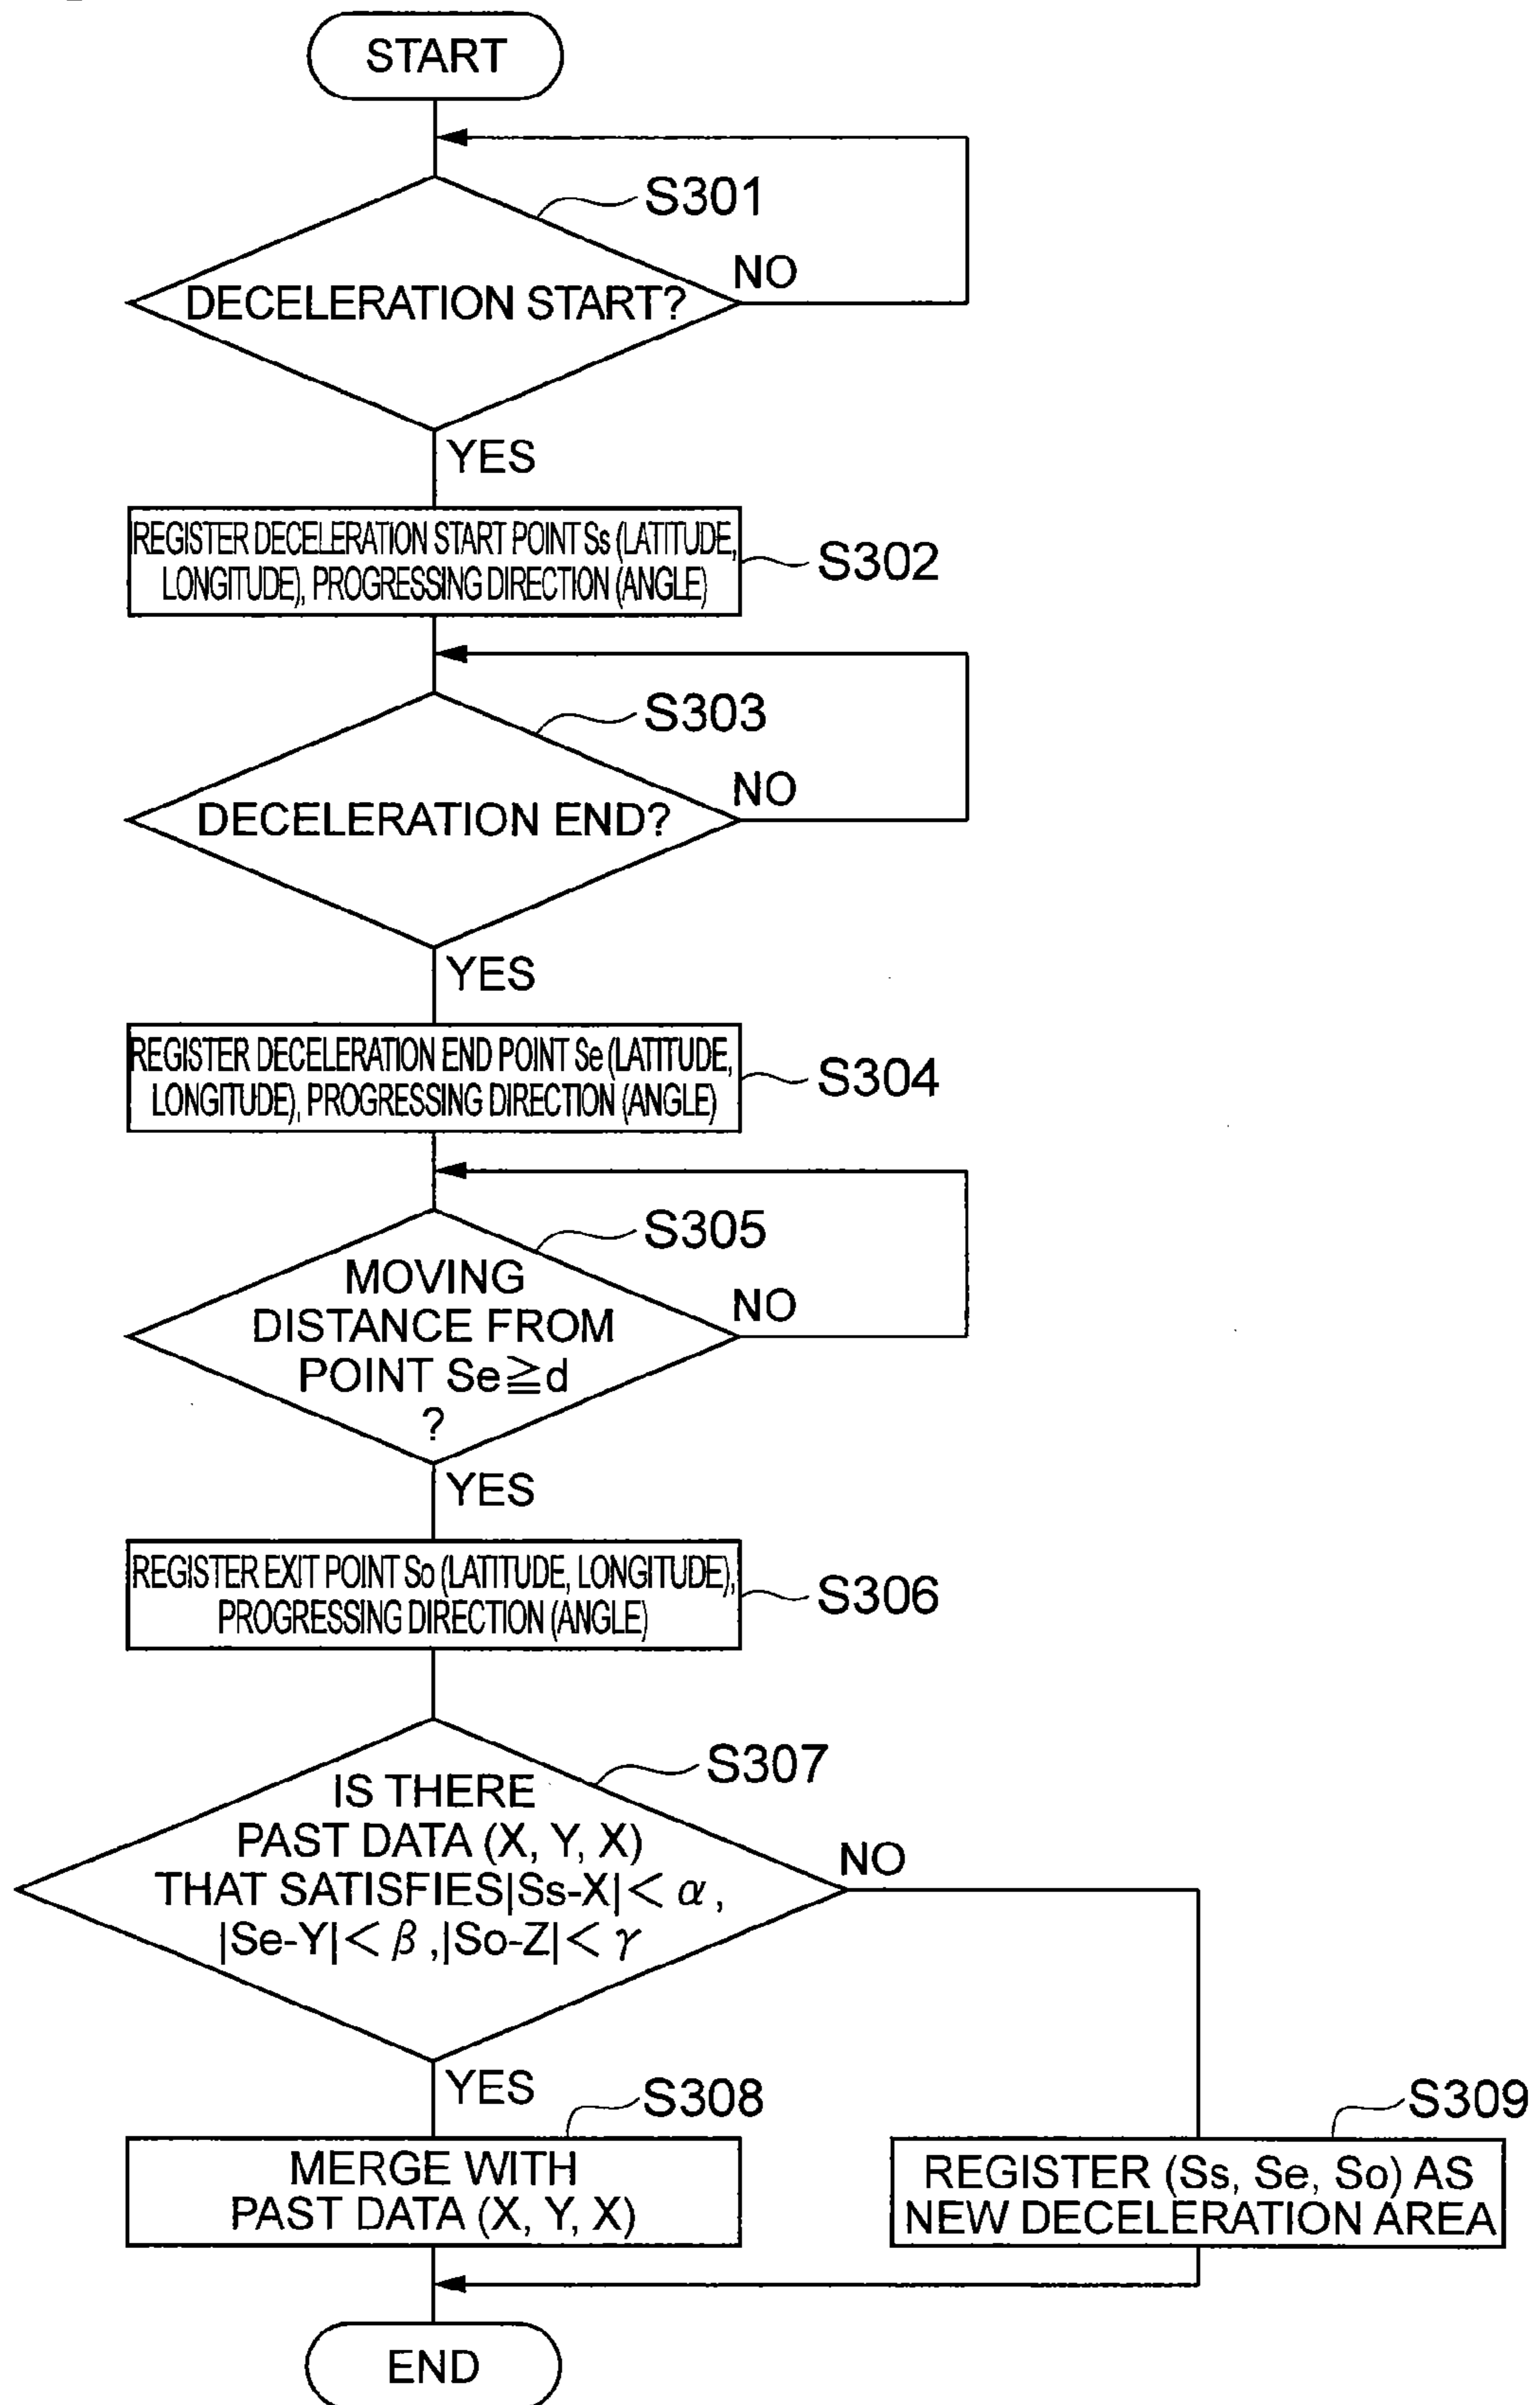 START
S301
NO
DECELERATION START?
YES
REGISTER DECELERATION START POINT Ss (LATITUDE,
LONGITUDE), PROGRESSING DIRECTION (ANGLE)
S302
S303
NO
DECELERATION END?
YES
REGISTER DECELERATION END POINT Se (LATITUDE,
LONGITUDE), PROGRESSING DIRECTION (ANGLE)
S304
S305
MOVING
DISTANCE FROM
POINT Se≧d
?
NO
YES
REGISTER EXIT POINT So (LATITUDE, LONGITUDE),
PROGRESSING DIRECTION (ANGLE)
S306
S307
IS THERE
PAST DATA (X, Y, X)
THAT SATISFIES|Ss-X|< α,
|Se-Y|< β ,|So-Z|< γ
NO
YES
S308
MERGE WITH
PAST DATA (X, Y, X)
S309
REGISTER (Ss, Se, So) AS
NEW DECELERATION AREA
END